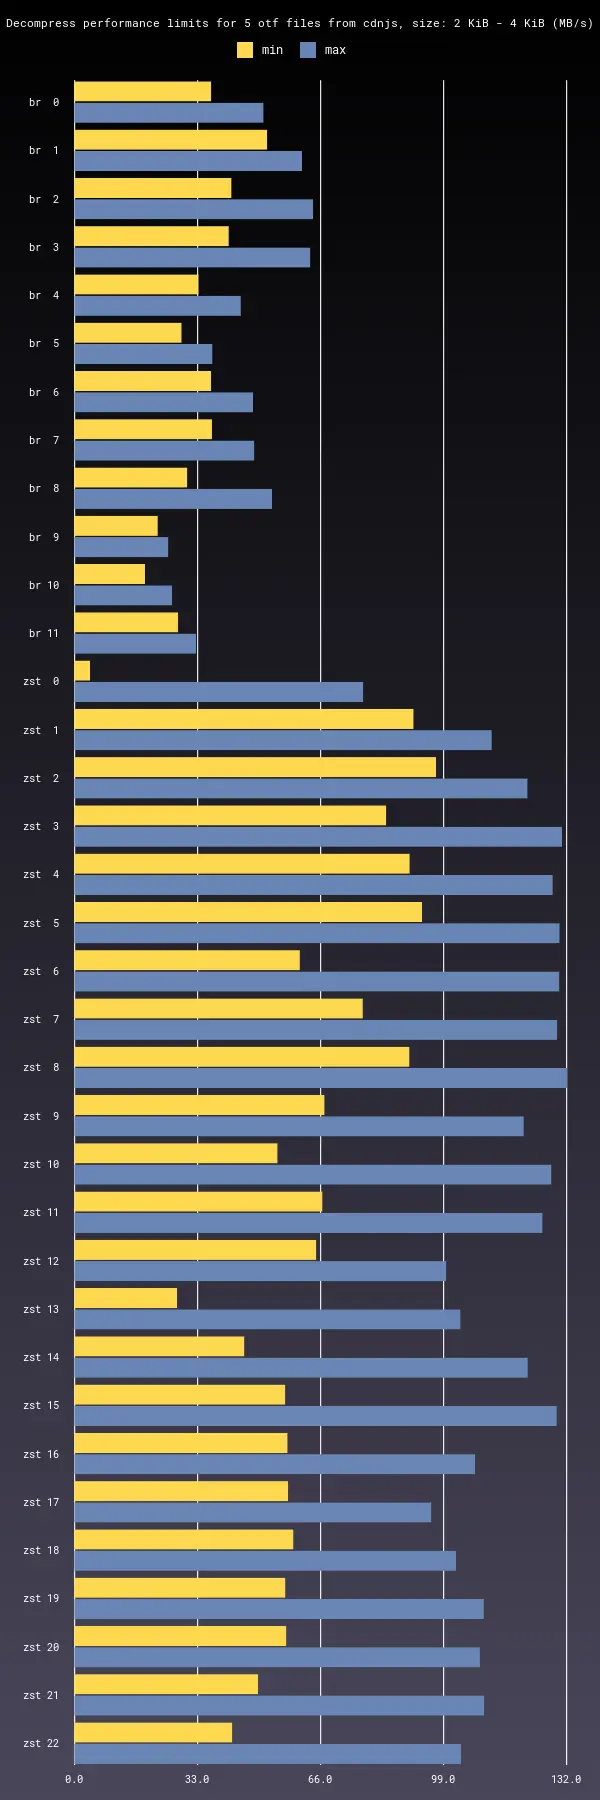 Decompress performance limits for 5 otf files from cdnjs, size: 2 KiB - 4 KiB (MB/s)
min max
br 0
br 1
br 2
br 3
br 4
br 5
br 6
br 7
br 8
br 9
br 10
br 11
zst 0
zst 1
zst 2
zst 3
zst 4
zst 5
zst 6
zst 7
zst 8
zst 9
zst 10
zst 11
zst 12
zst 13
zst 14
zst 15
zst 16
zst 17
zst 18
zst 19
zst 20
zst 21
zst 22
0.0 33.0 66.0 99.0 132.0